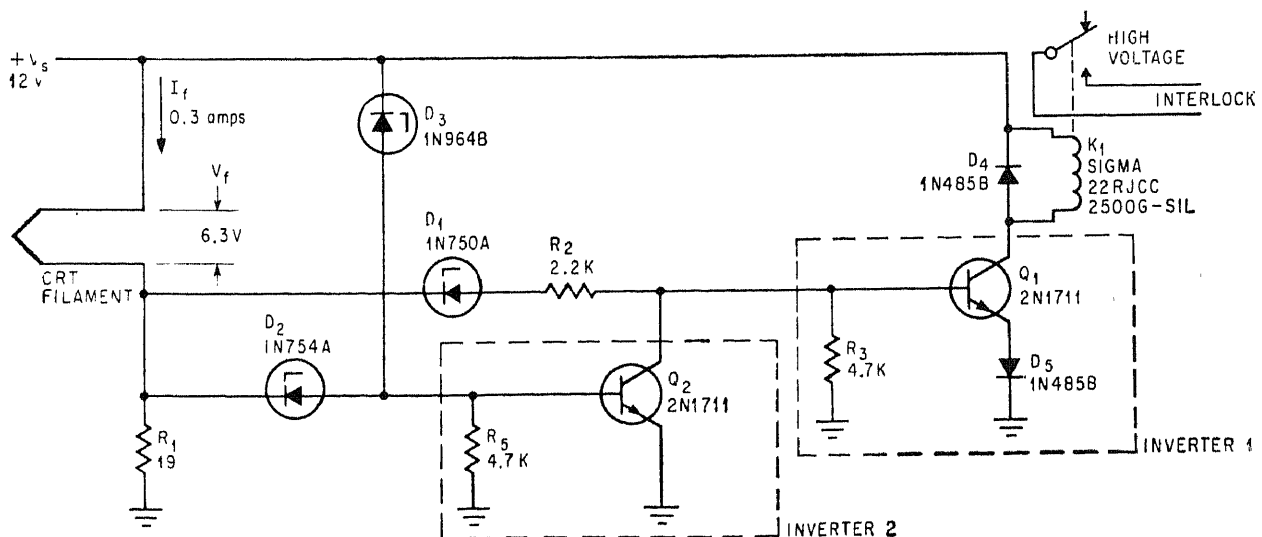 +Vs
12 V
If
0.3 amps
Vf
6.3V
CRT
FILAMENT
D3
1N964B
D1
1N750A
R2
2.2K
D2
1N754A
R1
19
R5
4.7K
Q2
2N1711
INVERTER 2
HIGH
VOLTAGE
INTERLOCK
D4
1N485B
K1
SIGMA
22RJCC
2500G-SIL
Q1
2N1711
R3
4.7K
D5
1N485B
INVERTER 1